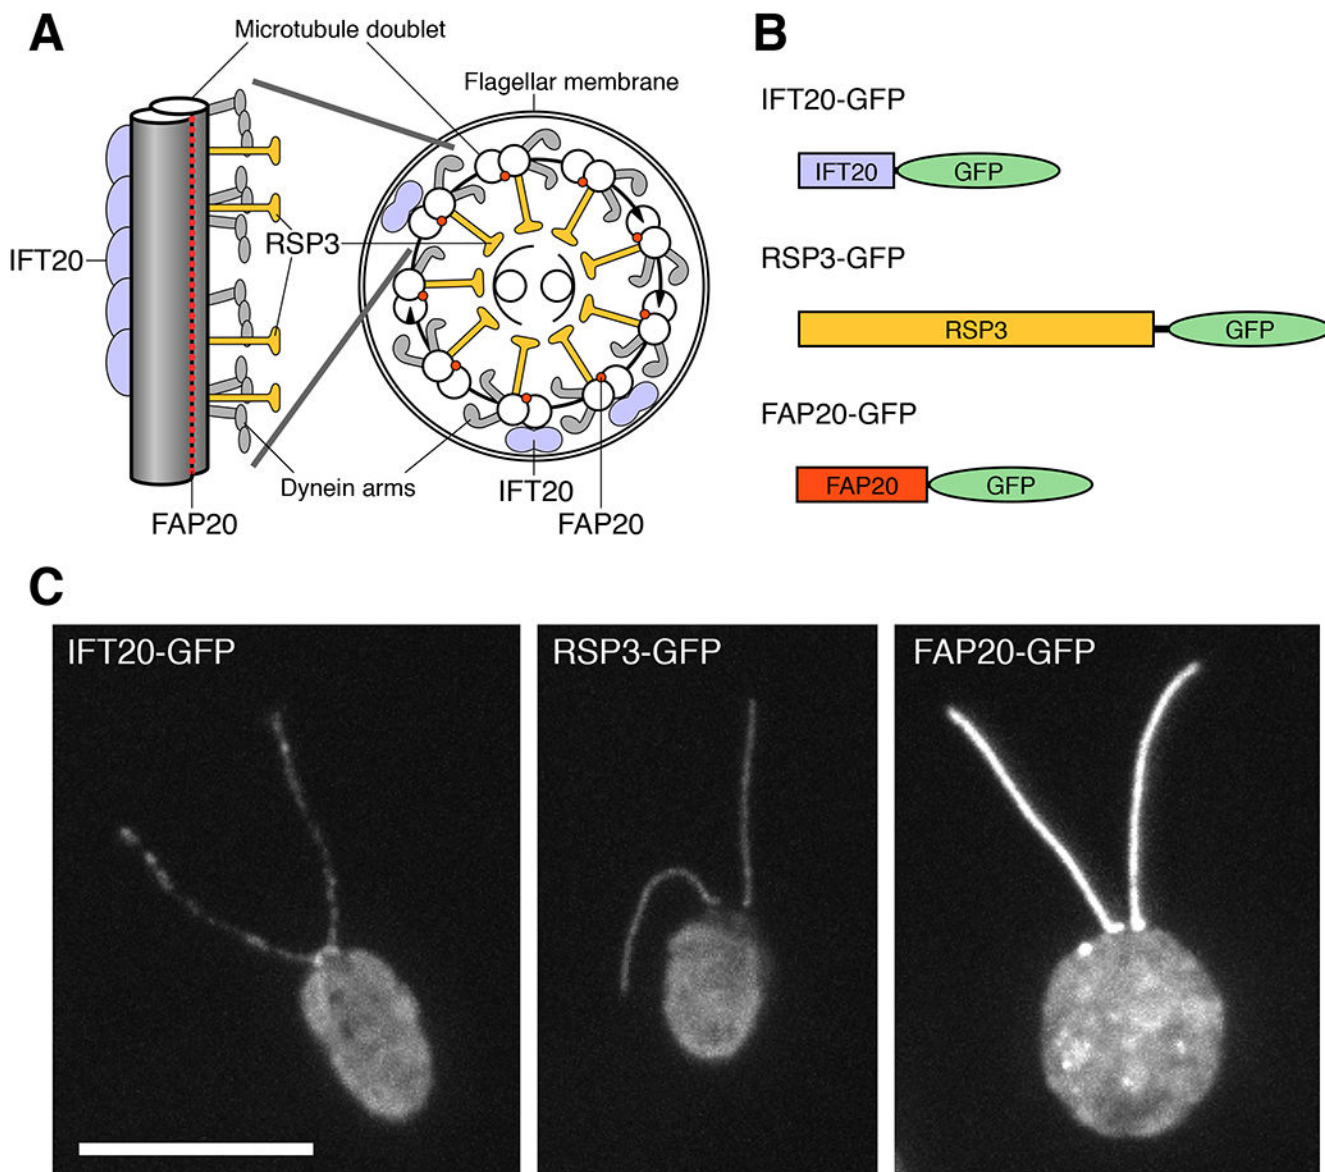 A
Microtubule doublet
Flagellar membrane
IFT20
RSP3
Dynein arms
FAP20
IFT20
FAP20
B
IFT20-GFP
IFT20
GFP
RSP3-GFP
RSP3
GFP
FAP20-GFP
FAP20
GFP
C
IFT20-GFP
RSP3-GFP
FAP20-GFP